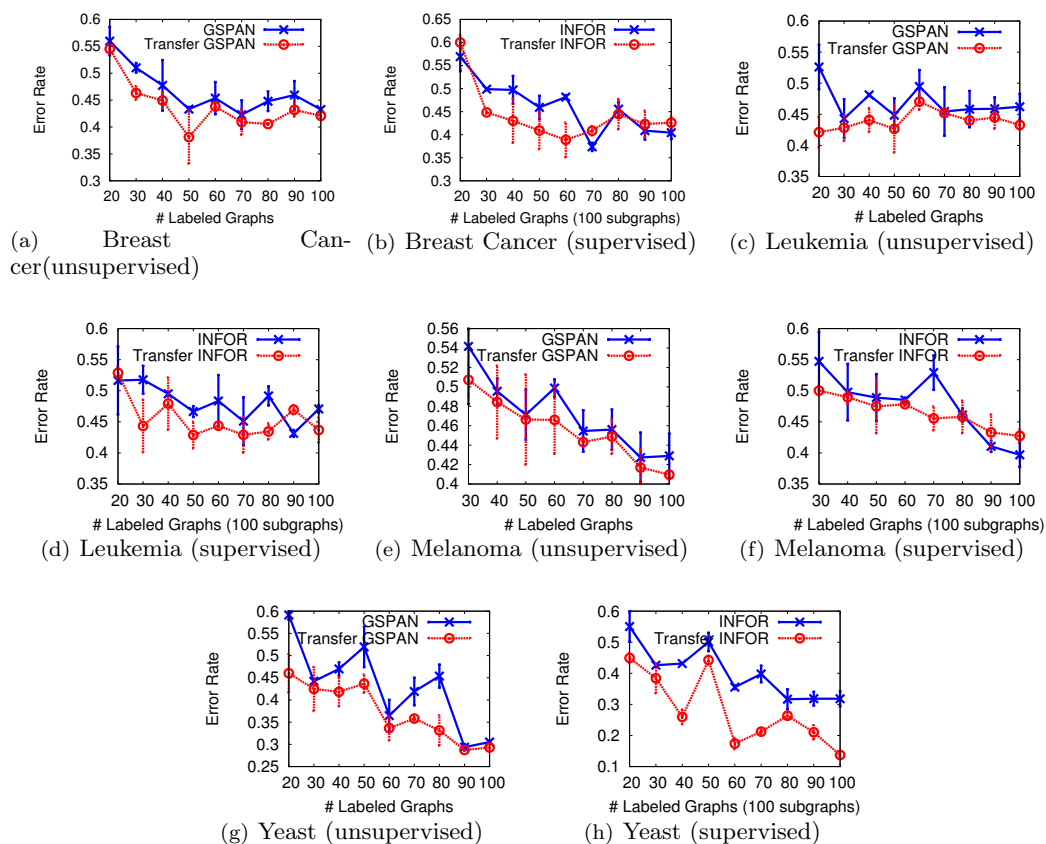 0.6
0.55
0.5
0.45
0.4
0.35
0.3
20 30 40 50 60 70 80 90 100
Error Rate
# Labeled Graphs
GSPAN
Transfer GSPAN
(a) Breast Can-
cer(unsupervised)
0.65
0.6
0.55
0.5
0.45
0.4
0.35
0.3
20 30 40 50 60 70 80 90 100
Error Rate
# Labeled Graphs (100 subgraphs)
INFOR
Transfer INFOR
(b) Breast Cancer (supervised)
0.6
0.55
0.5
0.45
0.4
0.35
20 30 40 50 60 70 80 90 100
Error Rate
# Labeled Graphs
GSPAN
Transfer GSPAN
(c) Leukemia (unsupervised)
0.6
0.55
0.5
0.45
0.4
0.35
20 30 40 50 60 70 80 90 100
Error Rate
# Labeled Graphs (100 subgraphs)
INFOR
Transfer INFOR
(d) Leukemia (supervised)
0.56
0.54
0.52
0.5
0.48
0.46
0.44
0.42
0.4
30 40 50 60 70 80 90 100
Error Rate
# Labeled Graphs
GSPAN
Transfer GSPAN
(e) Melanoma (unsupervised)
0.6
0.55
0.5
0.45
0.4
0.35
30 40 50 60 70 80 90 100
Error Rate
# Labeled Graphs (100 subgraphs)
INFOR
Transfer INFOR
(f) Melanoma (supervised)
0.6
0.55
0.5
0.45
0.4
0.35
0.3
0.25
20 30 40 50 60 70 80 90 100
Error Rate
# Labeled Graphs
GSPAN
Transfer GSPAN
(g) Yeast (unsupervised)
0.6
0.5
0.4
0.3
0.2
0.1
20 30 40 50 60 70 80 90 100
Error Rate
# Labeled Graphs (100 subgraphs)
INFOR
Transfer INFOR
(h) Yeast (supervised)